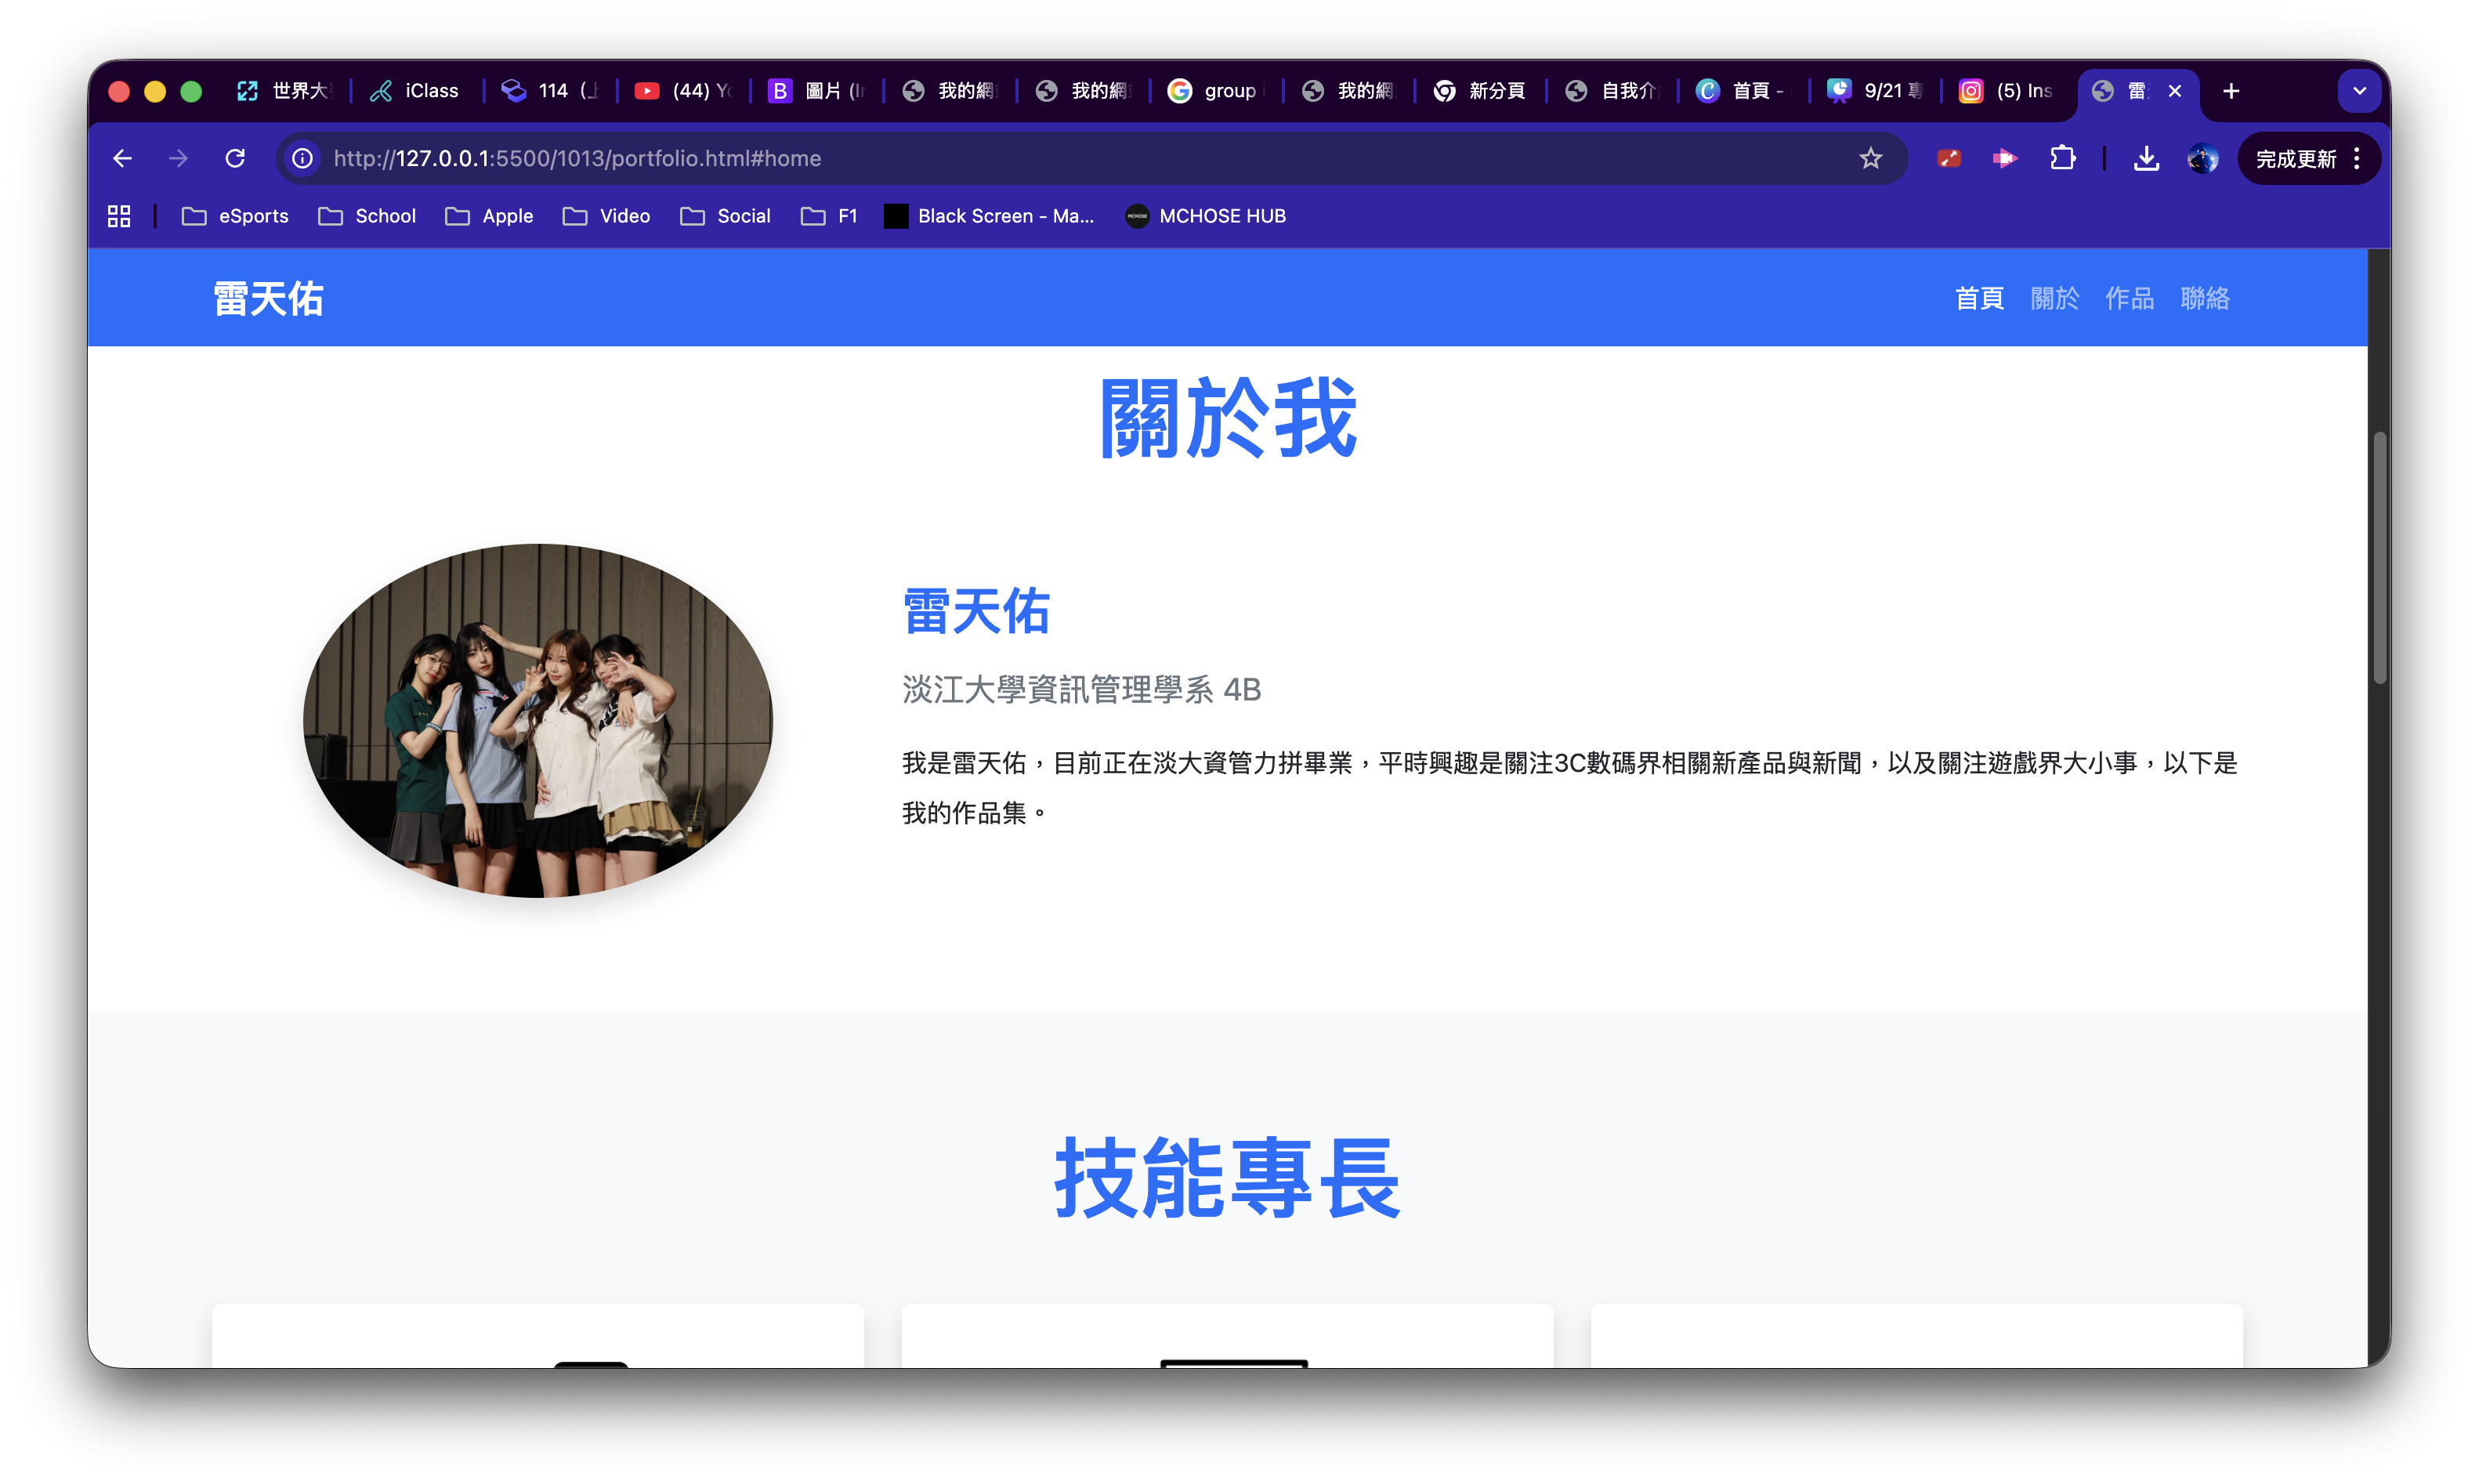 世界大
iClass
114（上
(44) Yo
圖片 (In
我的網
我的網
group i
我的網
新分頁
自我介
首頁 -
9/21 專
(5) Ins
雷
http://127.0.0.1:5500/1013/portfolio.html#home
完成更新
eSports
School
Apple
Video
Social
F1
Black Screen - Ma...
MCHOSE HUB
雷天佑
首頁 關於 作品 聯絡
關於我
雷天佑
淡江大學資訊管理學系 4B
我是雷天佑，目前正在淡大資管力拼畢業，平時興趣是關注3C數碼界相關新產品與新聞，以及關注遊戲界大小事，以下是
我的作品集。
技能專長